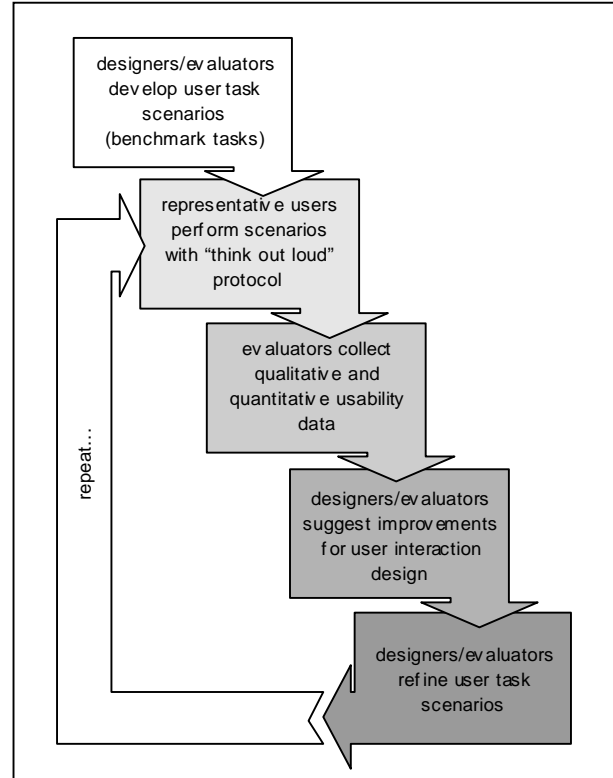 designers/evaluators
develop user task
scenarios
(benchmark tasks)
representative users
perform scenarios
with “think out loud”
protocol
evaluators collect
qualitative and
quantitative usability
data
designers/evaluators
suggest improvements
for user interaction
design
designers/evaluators
refine user task
scenarios
repeat...